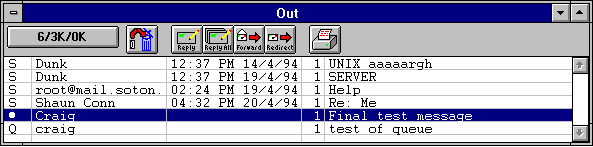 Out
6/3K/0K
Reply Reply All Forward Redirect
S Dunk 12:37 PM 14/4/94 1 UNIX aaaaargh
S Dunk 12:37 PM 19/4/94 1 SERVER
S root@mail.soton. 02:24 PM 19/4/94 1 Help
S Shaun Conn 04:32 PM 20/4/94 1 Re: Me
• Craig 1 Final test message
Q craig 1 test of queue